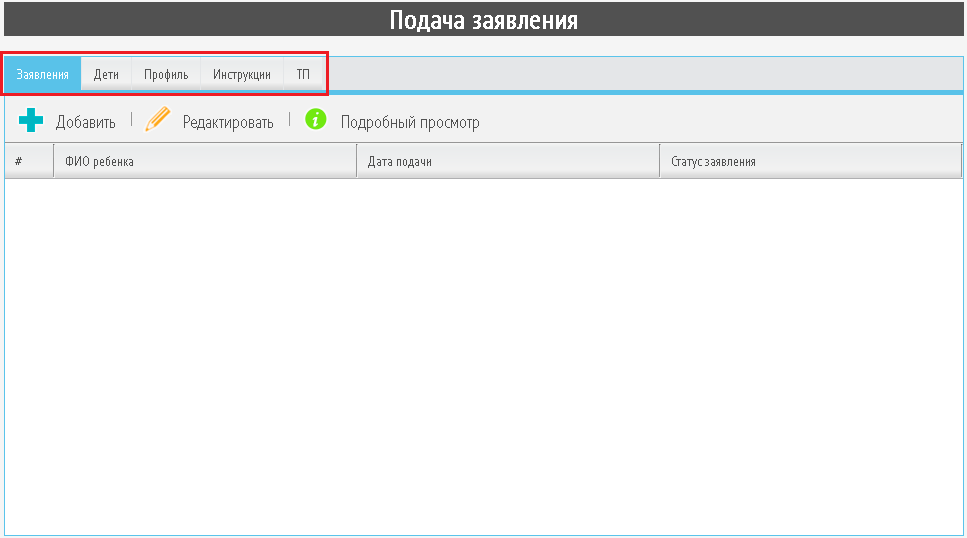 Подача заявления
Заявления Дети Профиль Инструкции ТП
Добавить Редактировать Подробный просмотр
# ФИО ребенка Дата подачи Статус заявления